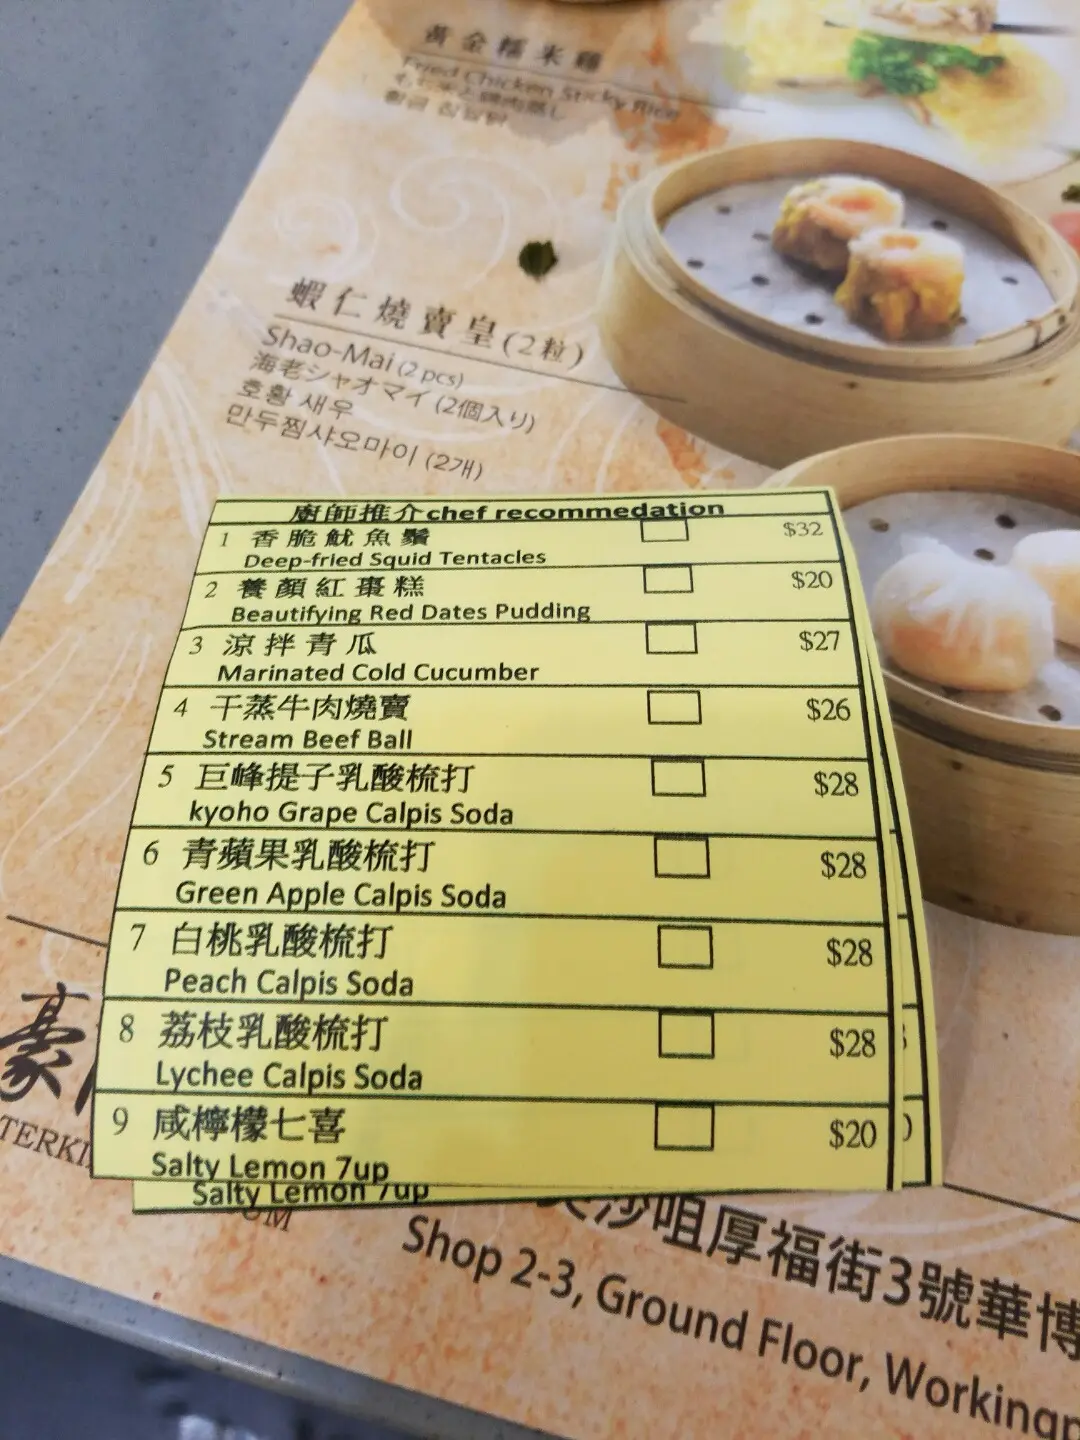 黃金糯米雞
Fried Chicken Sticky Rice
황금 찹쌀닭
蝦仁燒賣皇(2粒)
Shao-Mai (2 pcs)
海老シャオマイ (2個入り)
호황 새우
만두찜샤오마이 (2개)
廚師推介chef recommedation
1 香脆魷魚鬚 $32
Deep-fried Squid Tentacles
2 養顏紅棗糕 $20
Beautifying Red Dates Pudding
3 涼拌青瓜 $27
Marinated Cold Cucumber
4 干蒸牛肉燒賣 $26
Stream Beef Ball
5 巨峰提子乳酸梳打 $28
kyoho Grape Calpis Soda
6 青蘋果乳酸梳打 $28
Green Apple Calpis Soda
7 白桃乳酸梳打 $28
Peach Calpis Soda
8 荔枝乳酸梳打 $28
Lychee Calpis Soda
9 咸檸檬七喜 $20
Salty Lemon 7up
Salty Lemon 7up
豪
TERKI
沙咀厚福街3號華博
Shop 2-3, Ground Floor, Workingp